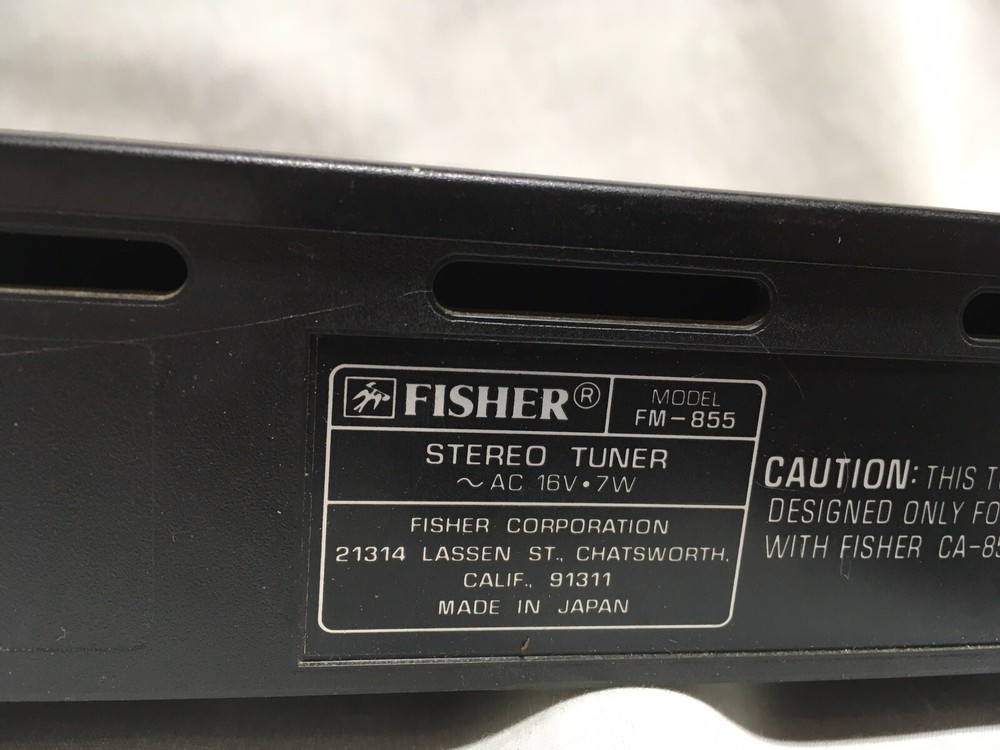 FISHER®
MODEL
FM-855
STEREO TUNER
~ AC 16V • 7W
FISHER CORPORATION
21314 LASSEN ST., CHATSWORTH,
CALIF., 91311
MADE IN JAPAN
CAUTION: THIS
DESIGNED ONLY
WITH FISHER